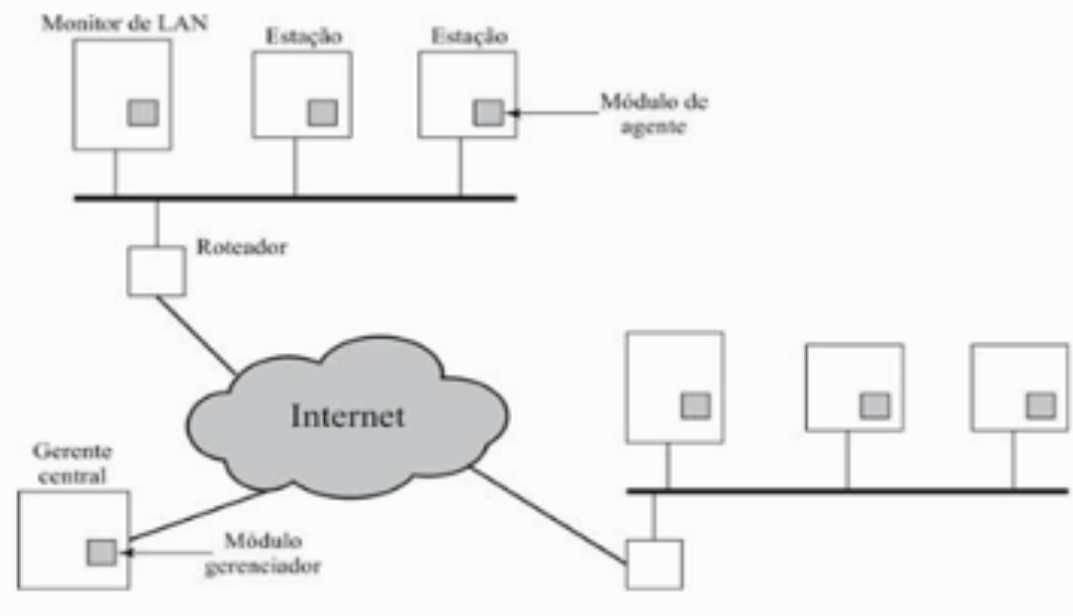 Monitor de LAN
Estação
Estação
Módulo de
agente
Roteador
Internet
Gerente
central
Módulo
gerenciador